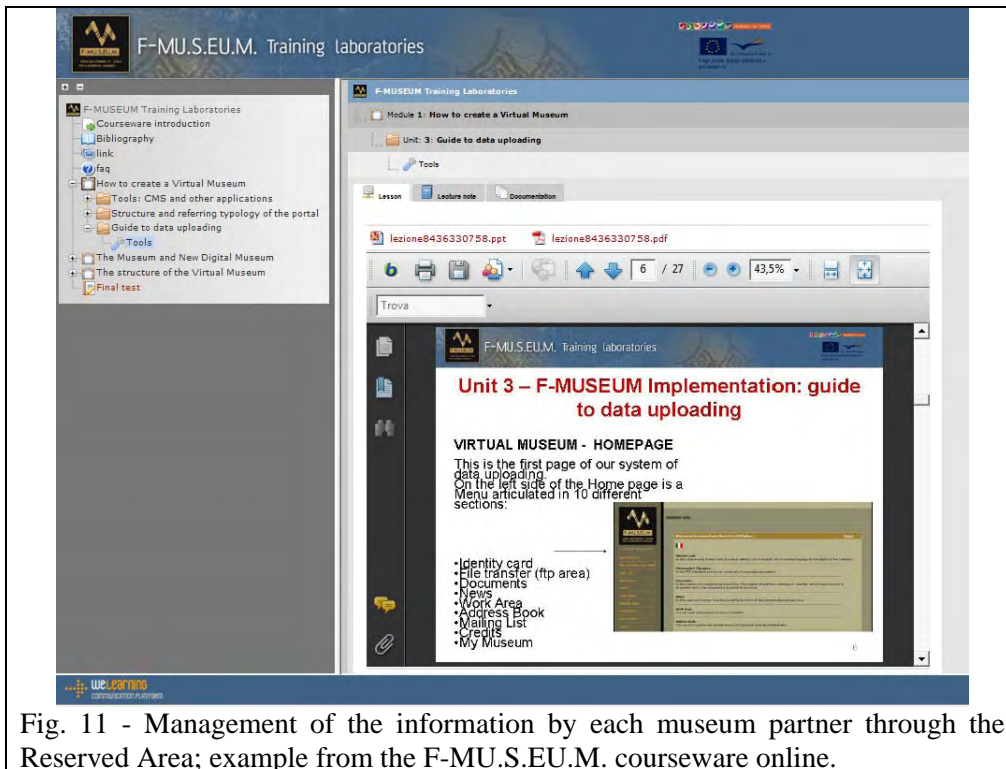 F-MUSEUM
F-MU.S.EU.M. Training laboratories
F-MUSEUM Training Laboratories
Courseware introduction
Bibliography
link
faq
How to create a Virtual Museum
Tools: CMS and other applications
Structure and referring typology of the portal
Guide to data uploading
Tools
The Museum and New Digital Museum
The structure of the Virtual Museum
Final test
F-MUSEUM Training Laboratories
Module 1: How to create a Virtual Museum
Unit: 3: Guide to data uploading
Tools
Lesson Lecture note Documentation
lezione8436330758.ppt lezione8436330758.pdf
6 / 27 43,5%
Trova
F-MU.S.EU.M. Training laboratories
Unit 3 – F-MUSEUM Implementation: guide
to data uploading
VIRTUAL MUSEUM - HOMEPAGE
This is the first page of our system of
data uploading.
On the left side of the Home page is a
Menu articulated in 10 different
sections:
•Identity card
•File transfer (ftp area)
•Documents
•News
•Work Area
•Address Book
•Mailing List
•Credits
•My Museum
F-MUSEUM
6
WeLearning
COMMUNICATION PLATFORM
Fig. 11 - Management of the information by each museum partner through the
Reserved Area; example from the F-MU.S.EU.M. courseware online.